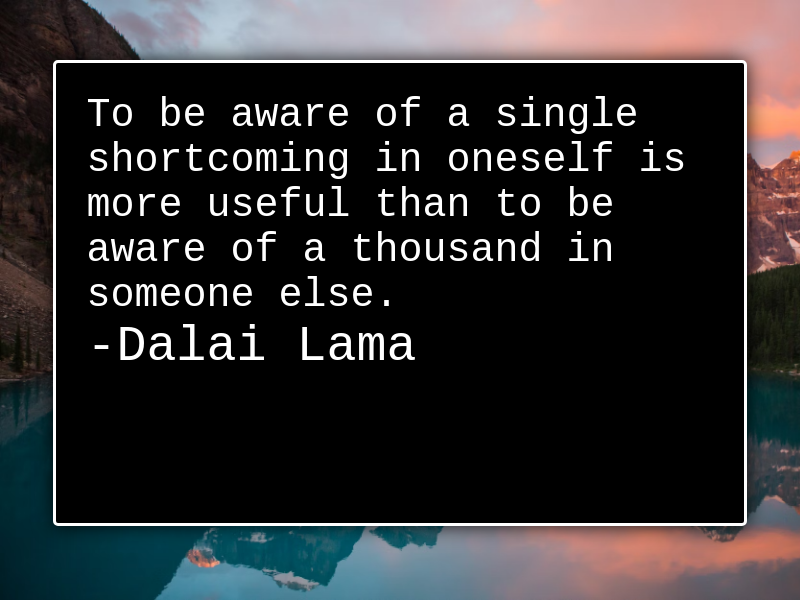 To be aware of a single
shortcoming in oneself is
more useful than to be
aware of a thousand in
someone else.
-Dalai Lama